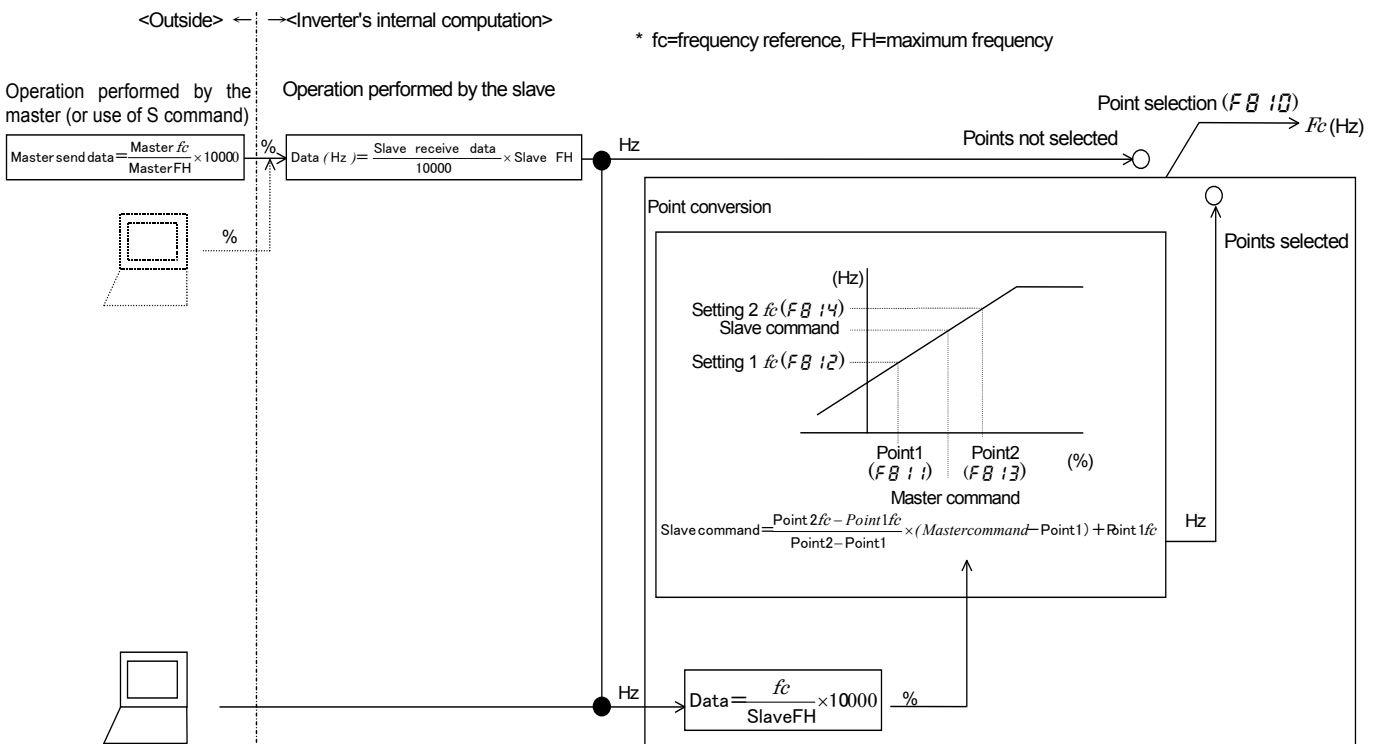 <Outside> ← →<Inverter's internal computation>
* fc=frequency reference, FH=maximum frequency
Operation performed by the
master (or use of S command)
Operation performed by the slave
Point selection (F810)
Fc (Hz)
Points not selected
Master send data = Master fc / Master FH × 10000
%
Data (Hz) = Slave receive data / 10000 × Slave FH
Hz
%
Point conversion
Points selected
(Hz)
Setting 2 fc (F814)
Slave command
Setting 1 fc (F812)
Point1
(F811)
Point2
(F813)
(%)
Master command
Slave command = Point 2fc − Point1fc / Point2 − Point1 × (Mastercommand − Point1) + Point 1fc
Hz
Hz
Data = fc / SlaveFH × 10000
%